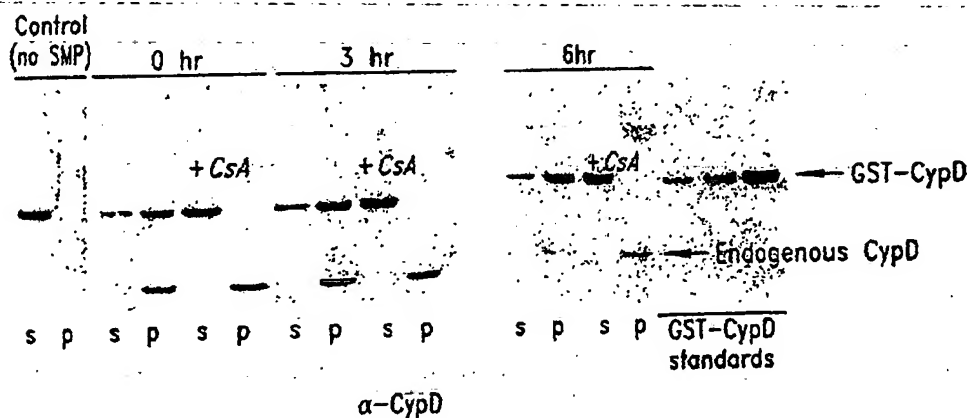 Control
(no SMP)
0 hr
3 hr
6hr
+ CsA
+ CsA
+ CsA
GST-CypD
Endogenous CypD
s p s p s p s p s p s p s p
GST-CypD
standards
α-CypD